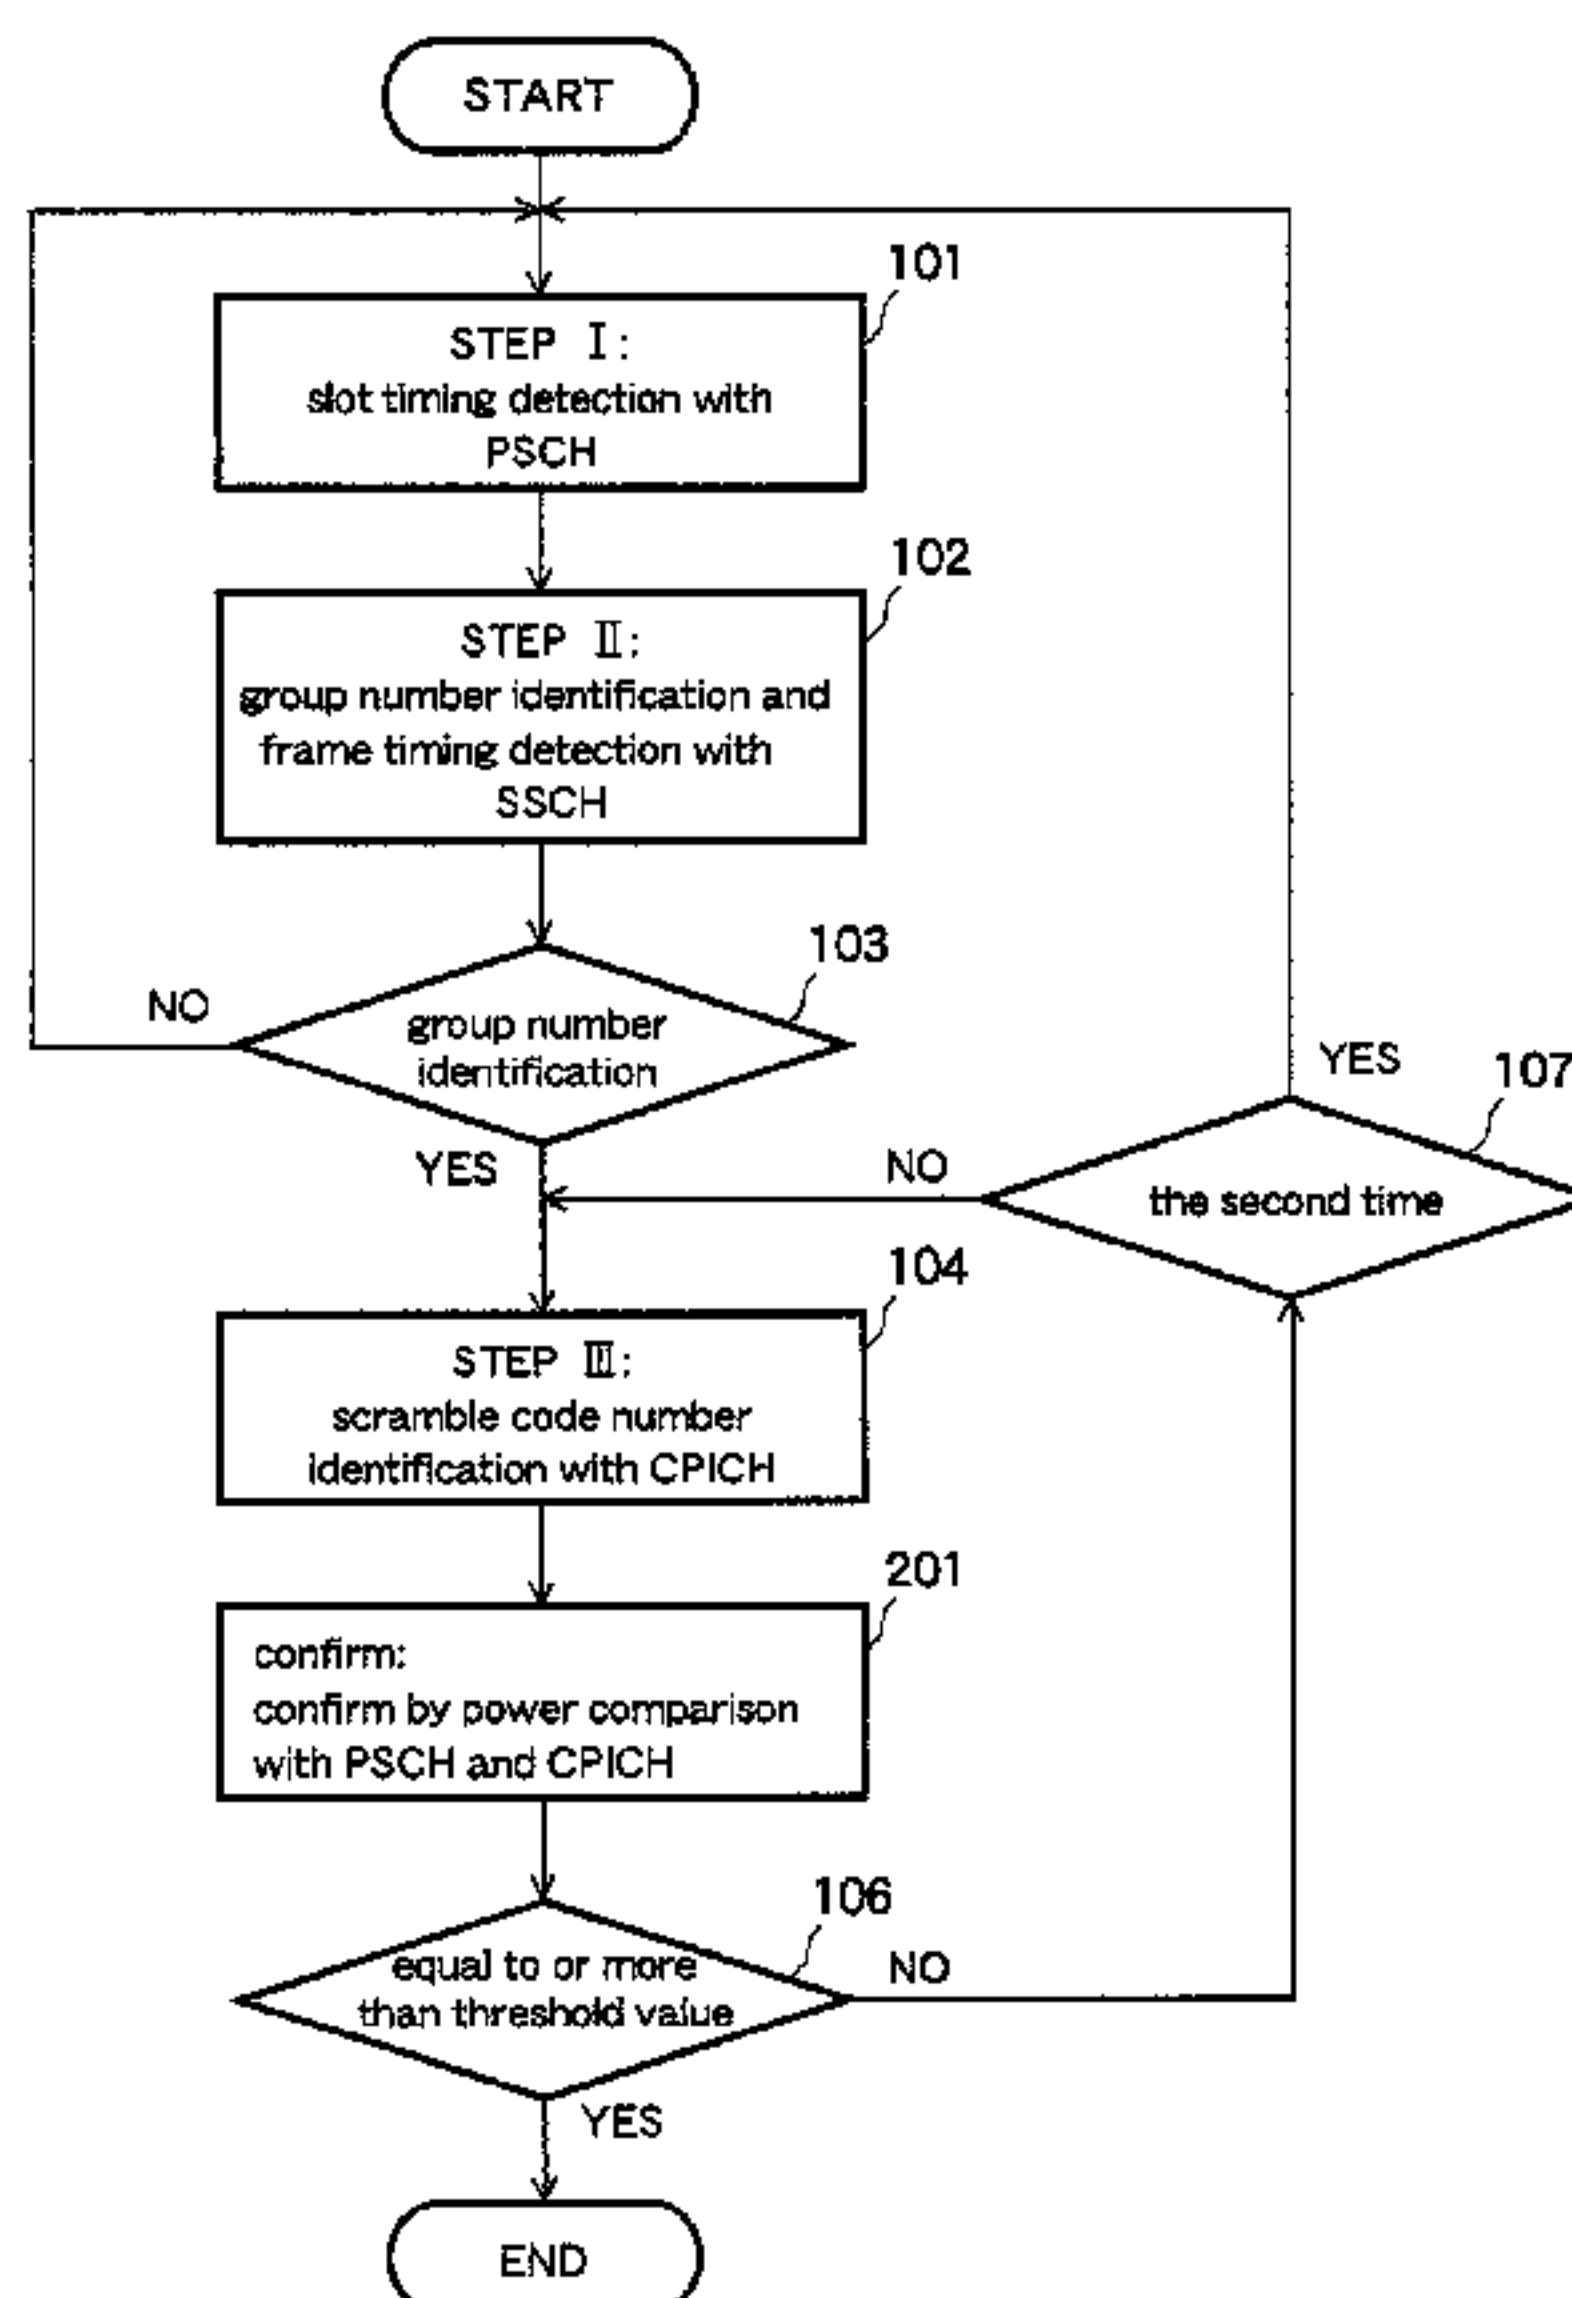 START
101
STEP I:
slot timing detection with
PSCH
102
STEP II:
group number identification and
frame timing detection with
SSCH
103
NO
group number
identification
YES
YES
107
NO
the second time
104
STEP III:
scramble code number
identification with CPICH
201
confirm:
confirm by power comparison
with PSCH and CPICH
106
equal to or more
than threshold value
NO
YES
END